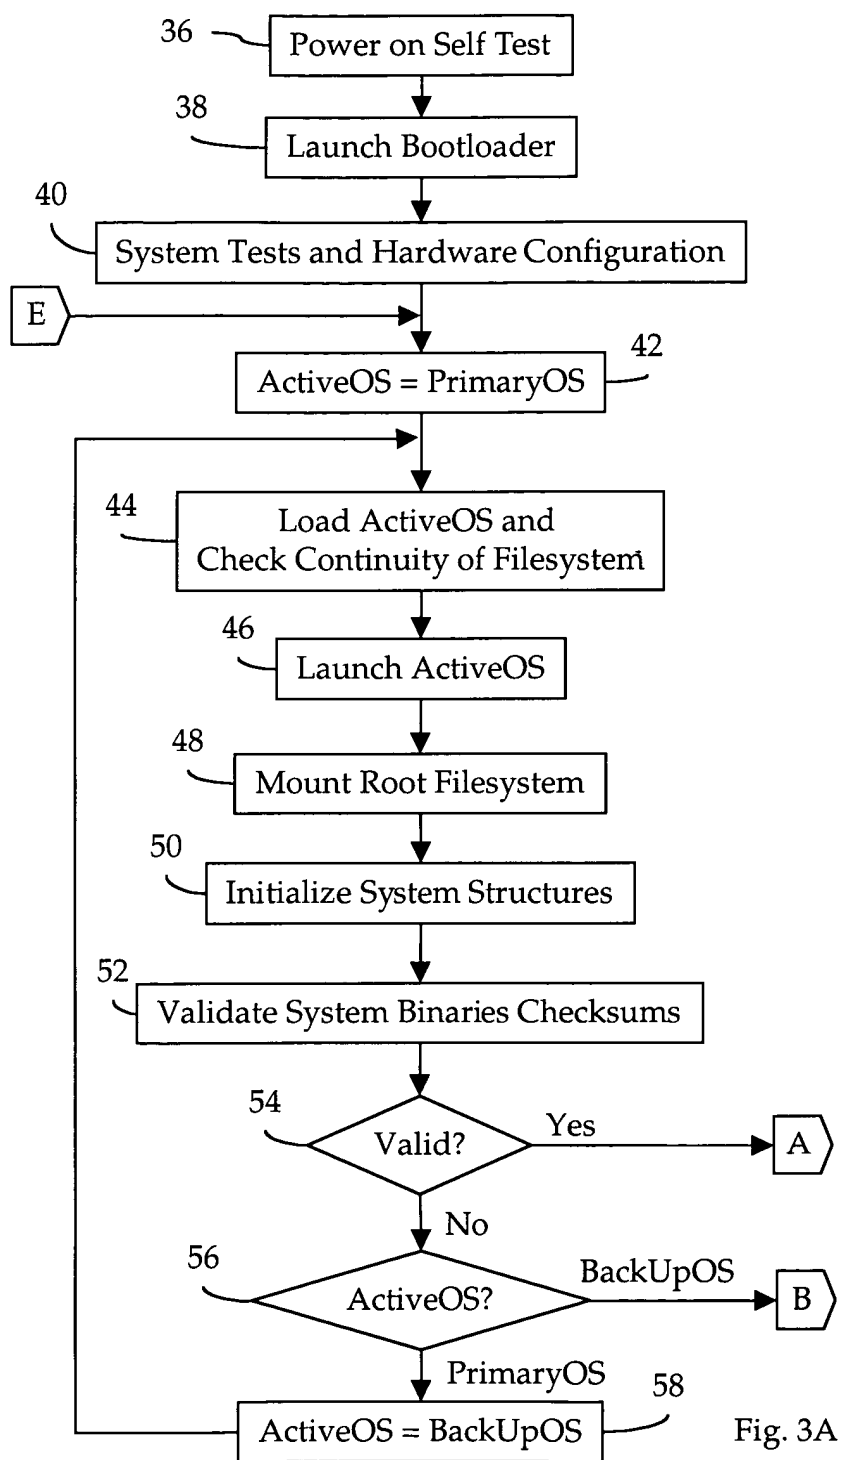 36
Power on Self Test
38
Launch Bootloader
40
System Tests and Hardware Configuration
E
42
ActiveOS = PrimaryOS
44
Load ActiveOS and
Check Continuity of Filesystem
46
Launch ActiveOS
48
Mount Root Filesystem
50
Initialize System Structures
52
Validate System Binaries Checksums
54
Valid?
Yes
A
No
56
ActiveOS?
BackUpOS
B
PrimaryOS
58
ActiveOS = BackUpOS
Fig. 3A